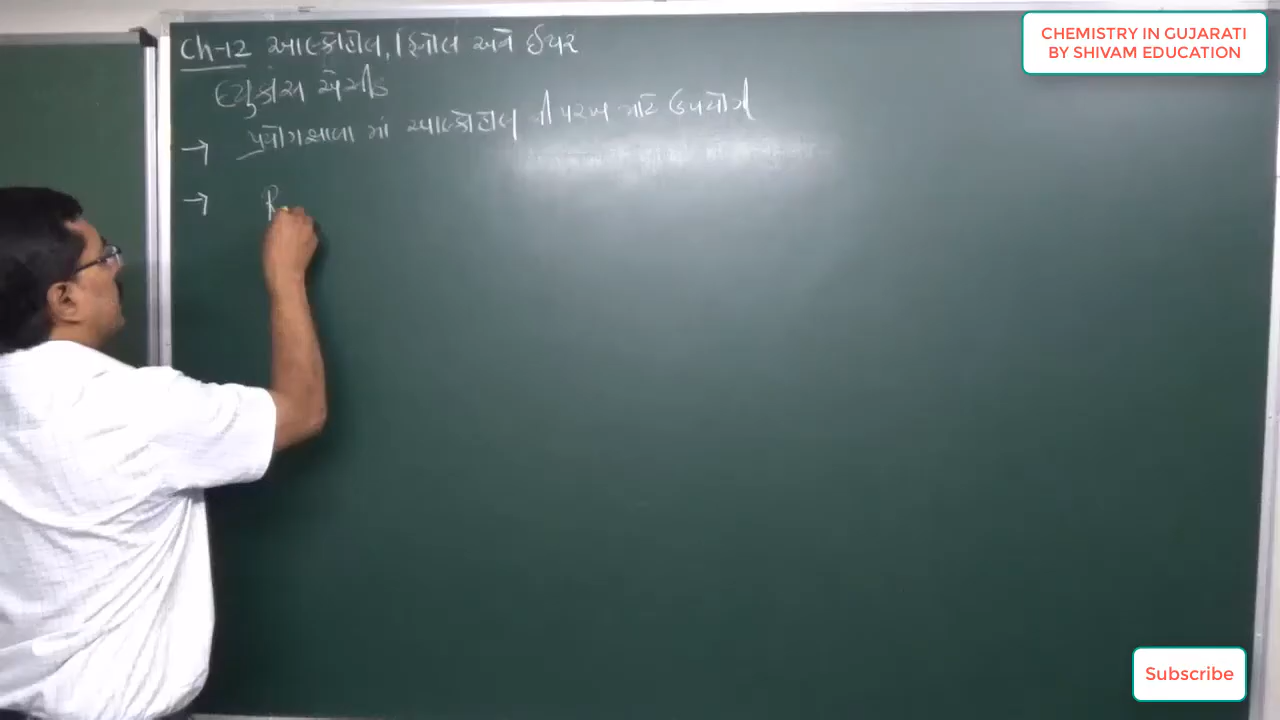 Ch-12 આલ્કોહોલ, ફિનોલ અને ઈથર
લ્યુકાસ એસીડ
→ પ્રયોગશાળા માં આલ્કોહોલ ની પરખ માટે ઉપયોગી
→ R-
CHEMISTRY IN GUJARATI
BY SHIVAM EDUCATION
Subscribe